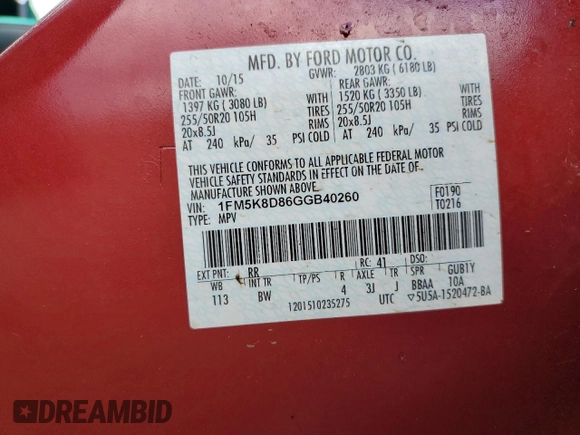 MFD. BY FORD MOTOR CO.
DATE: 10/15 GVWR: 2803 KG ( 6180 LB)
FRONT GAWR: REAR GAWR:
1397 KG ( 3080 LB) WITH 1520 KG ( 3350 LB) WITH
255/50R20 105H TIRES 255/50R20 105H TIRES
20x8.5J RIMS 20x8.5J RIMS
AT 240 kPa/ 35 PSI COLD AT 240 kPa/ 35 PSI COLD
THIS VEHICLE CONFORMS TO ALL APPLICABLE FEDERAL MOTOR
VEHICLE SAFETY STANDARDS IN EFFECT ON THE DATE OF
MANUFACTURE SHOWN ABOVE.
VIN: 1FM5K8D86GGB40260 F0190
TYPE: MPV T0216
EXT PNT: RR RC: 41 DSO:
WB INT TR TP/PS R AXLE TR SPR GUB1Y
113 BW 4 3J J BBAA 10A
1201510235275 UTC ▽5U5A-1520472-BA
DREAMBID